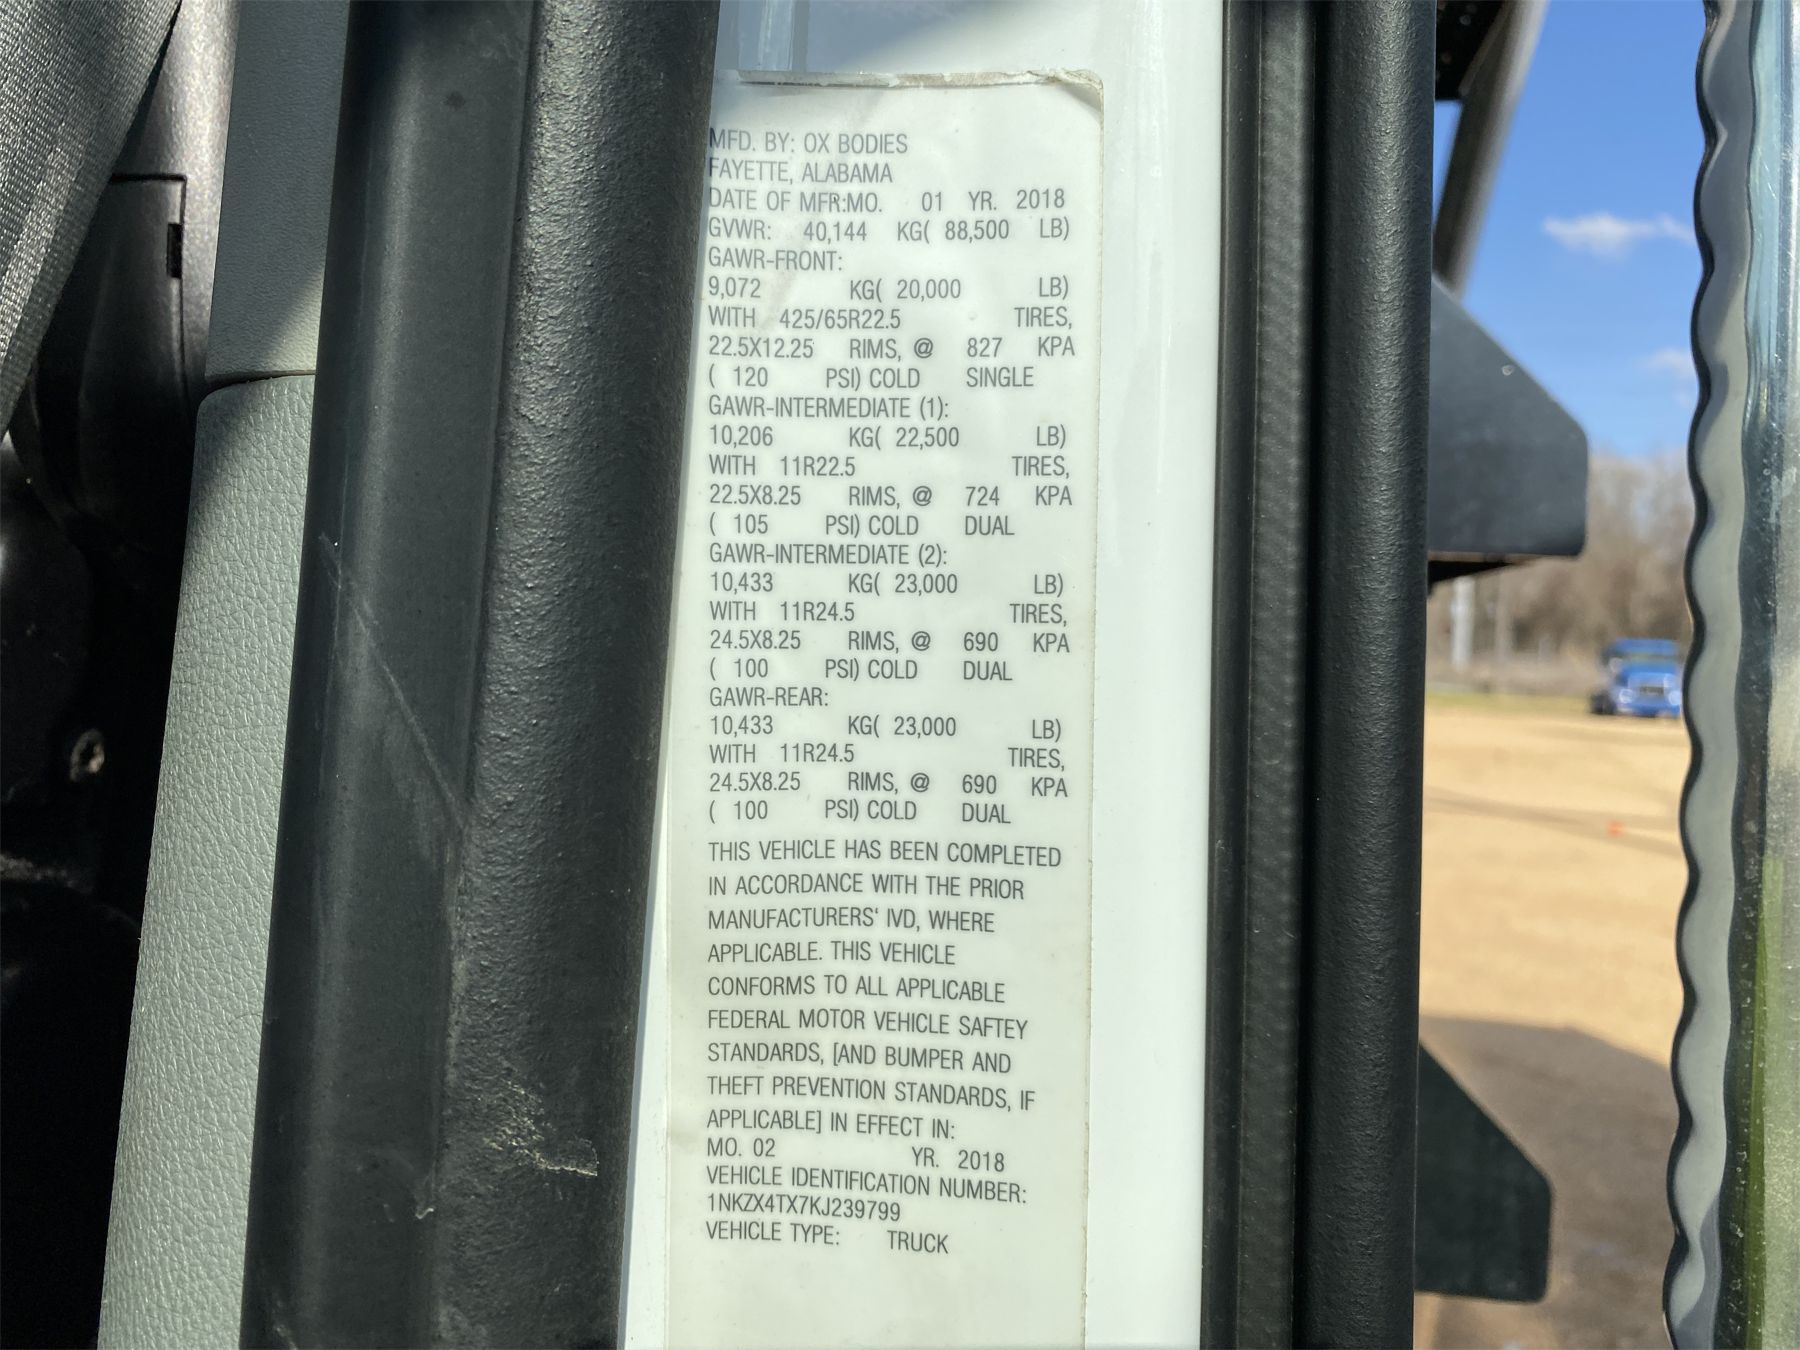 MFD. BY: OX BODIES
FAYETTE, ALABAMA
DATE OF MFR:MO. 01 YR. 2018
GVWR: 40,144 KG( 88,500 LB)
GAWR-FRONT:
9,072 KG( 20,000 LB)
WITH 425/65R22.5 TIRES,
22.5X12.25 RIMS, @ 827 KPA
( 120 PSI) COLD SINGLE
GAWR-INTERMEDIATE (1):
10,206 KG( 22,500 LB)
WITH 11R22.5 TIRES,
22.5X8.25 RIMS, @ 724 KPA
( 105 PSI) COLD DUAL
GAWR-INTERMEDIATE (2):
10,433 KG( 23,000 LB)
WITH 11R24.5 TIRES,
24.5X8.25 RIMS, @ 690 KPA
( 100 PSI) COLD DUAL
GAWR-REAR:
10,433 KG( 23,000 LB)
WITH 11R24.5 TIRES,
24.5X8.25 RIMS, @ 690 KPA
( 100 PSI) COLD DUAL
THIS VEHICLE HAS BEEN COMPLETED
IN ACCORDANCE WITH THE PRIOR
MANUFACTURERS' IVD, WHERE
APPLICABLE. THIS VEHICLE
CONFORMS TO ALL APPLICABLE
FEDERAL MOTOR VEHICLE SAFTEY
STANDARDS, [AND BUMPER AND
THEFT PREVENTION STANDARDS, IF
APPLICABLE] IN EFFECT IN:
MO. 02 YR. 2018
VEHICLE IDENTIFICATION NUMBER:
1NKZX4TX7KJ239799
VEHICLE TYPE: TRUCK